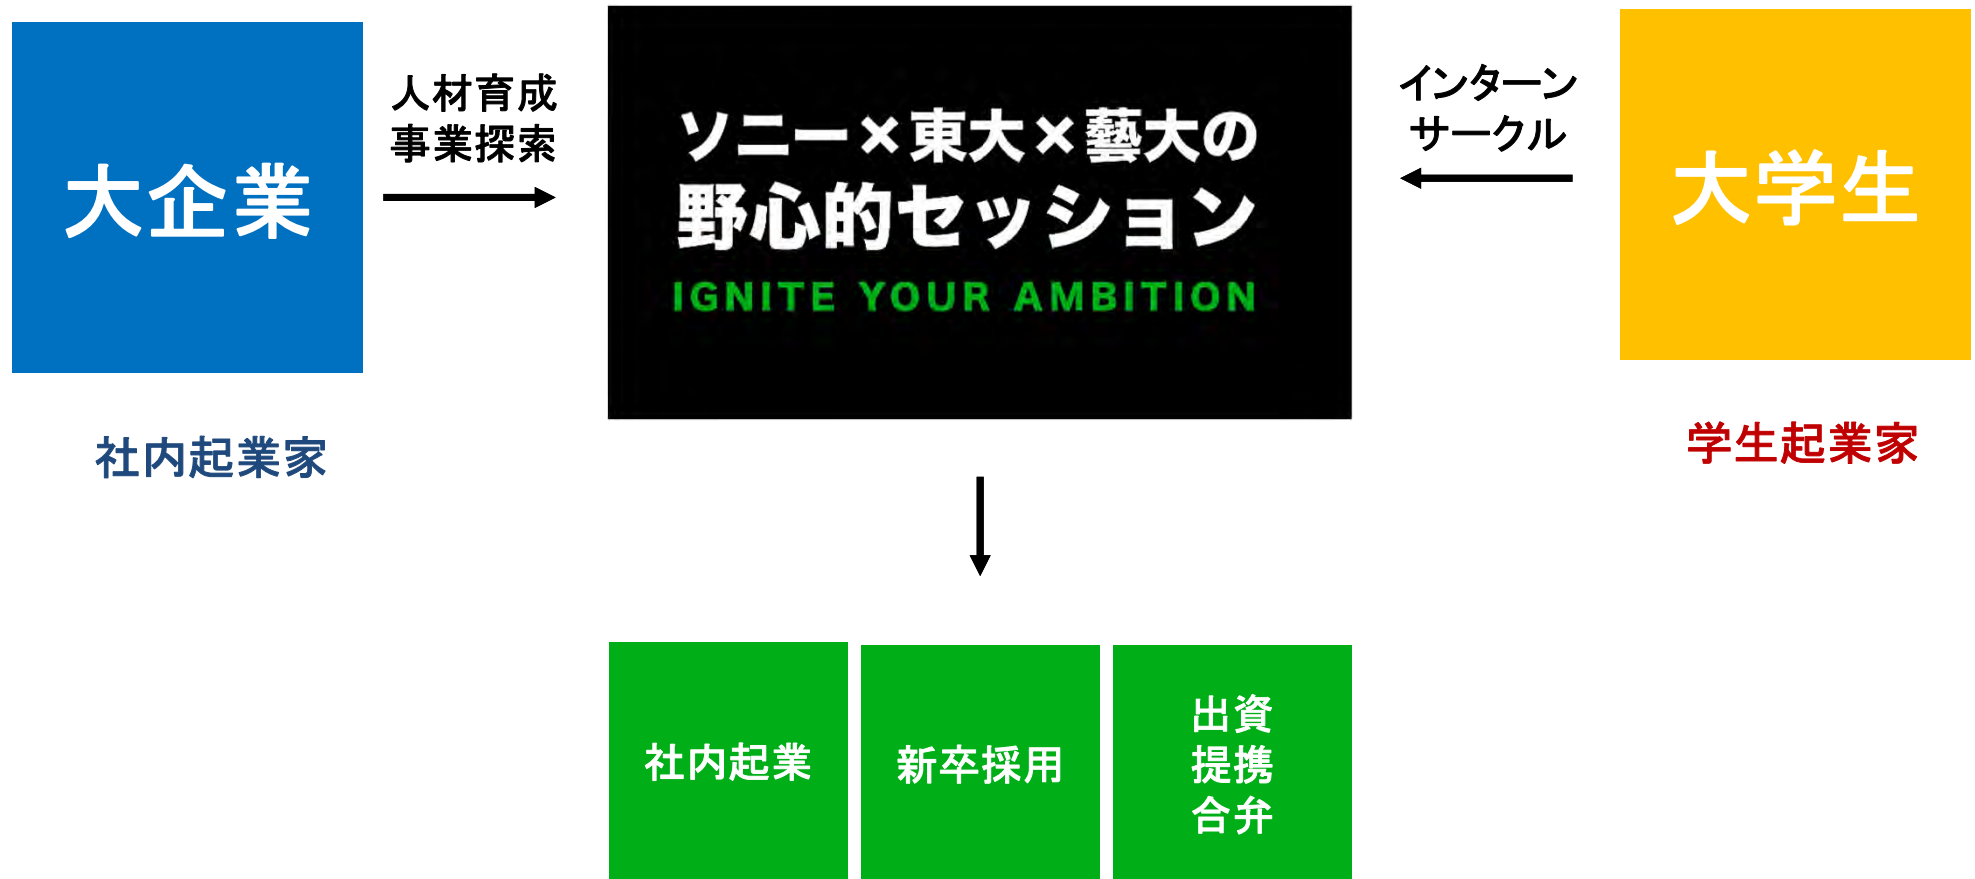 大企業
人材育成
事業探索
ソニー×東大×藝大の
野心的セッション
IGNITE YOUR AMBITION
インターン
サークル
大学生
社内起業家
学生起業家
社内起業
新卒採用
出資
提携
合弁